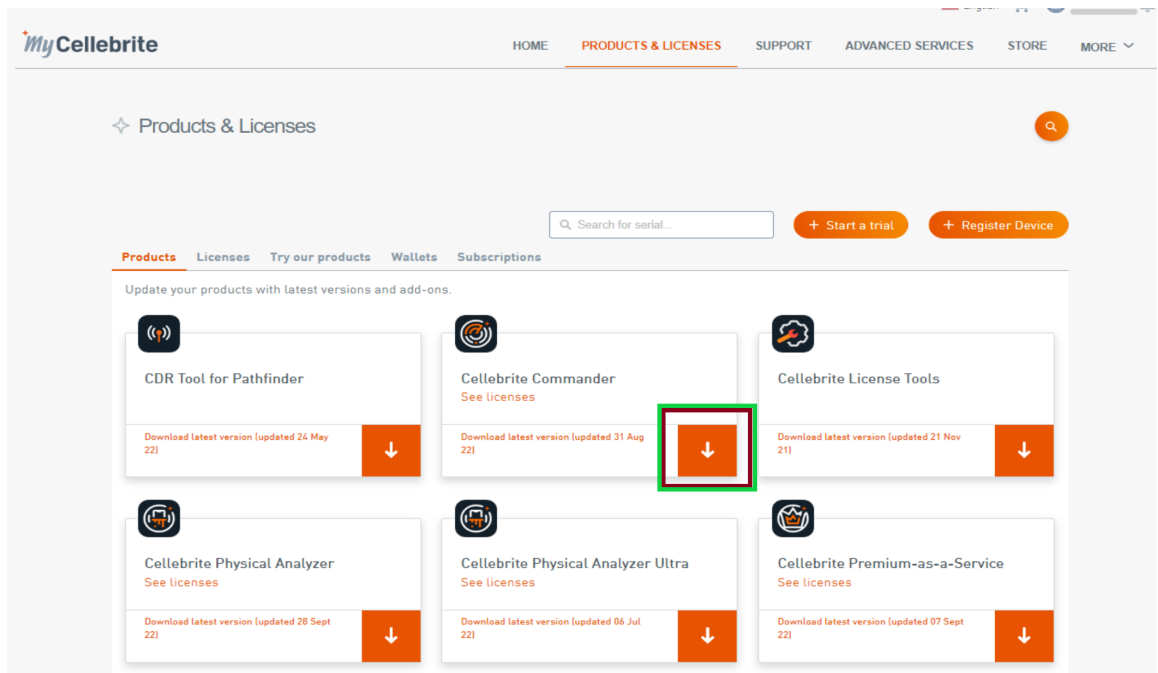 MyCellebrite
HOME PRODUCTS & LICENSES SUPPORT ADVANCED SERVICES STORE MORE
Products & Licenses
Search for serial...
+ Start a trial
+ Register Device
Products Licenses Try our products Wallets Subscriptions
Update your products with latest versions and add-ons.
CDR Tool for Pathfinder
Download latest version (updated 24 May
22)
Cellebrite Commander
See licenses
Download latest version (updated 31 Aug
22)
Cellebrite License Tools
Download latest version (updated 21 Nov
21)
Cellebrite Physical Analyzer
See licenses
Download latest version (updated 28 Sept
22)
Cellebrite Physical Analyzer Ultra
See licenses
Download latest version (updated 06 Jul
22)
Cellebrite Premium-as-a-Service
See licenses
Download latest version (updated 07 Sept
22)